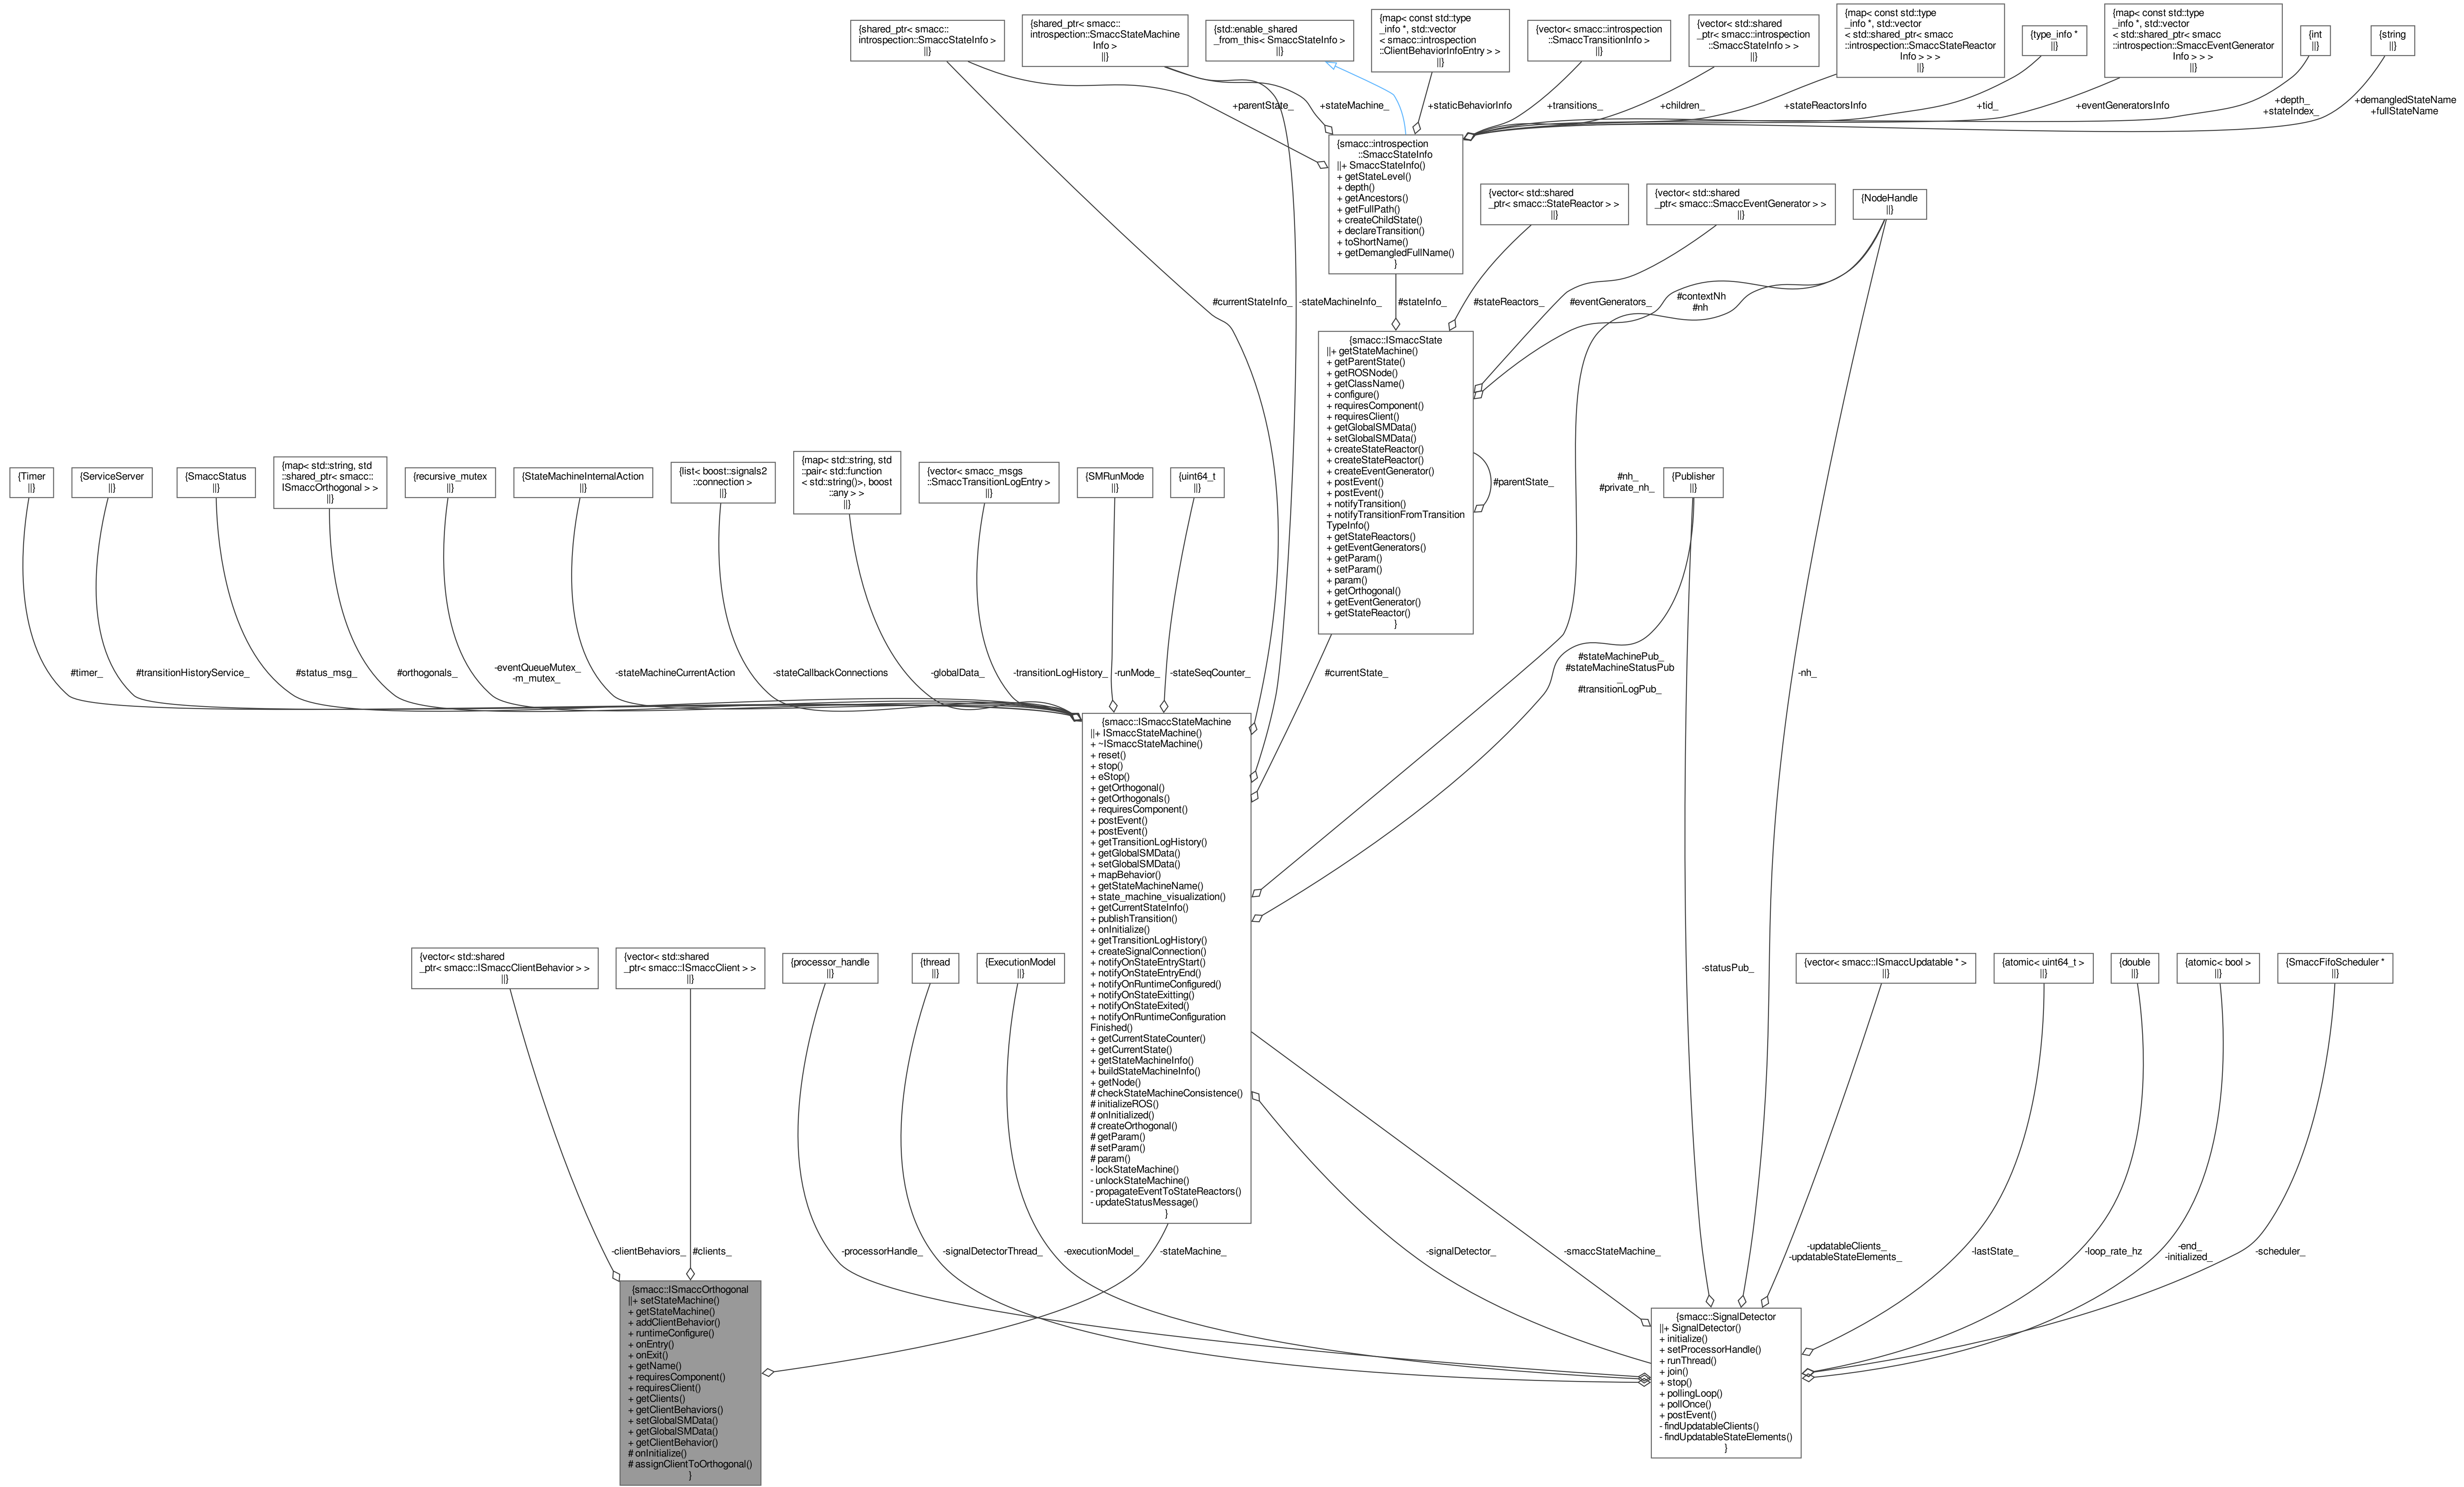 {shared_ptr< smacc::
introspection::SmaccStateInfo >
||}
{shared_ptr< smacc::
introspection::SmaccStateMachine
Info >
||}
{std::enable_shared
_from_this< SmaccStateInfo >
||}
{map< const std::type
_info *, std::vector
< smacc::introspection
::ClientBehaviorInfoEntry > >
||}
{vector< smacc::introspection
::SmaccTransitionInfo >
||}
{vector< std::shared
_ptr< smacc::introspection
::SmaccStateInfo > >
||}
{map< const std::type
_info *, std::vector
< std::shared_ptr< smacc
::introspection::SmaccStateReactor
Info > > >
||}
{type_info *
||}
{map< const std::type
_info *, std::vector
< std::shared_ptr< smacc
::introspection::SmaccEventGenerator
Info > > >
||}
{int
||}
{string
||}
+parentState_
+stateMachine_
+staticBehaviorInfo
+transitions_
+children_
+stateReactorsInfo
+tid_
+eventGeneratorsInfo
+depth_
+stateIndex_
+demangledStateName
+fullStateName
{smacc::introspection
::SmaccStateInfo
||+ SmaccStateInfo()
+ getStateLevel()
+ depth()
+ getAncestors()
+ getFullPath()
+ createChildState()
+ declareTransition()
+ toShortName()
+ getDemangledFullName()
}
{vector< std::shared
_ptr< smacc::StateReactor > >
||}
{vector< std::shared
_ptr< smacc::SmaccEventGenerator > >
||}
{NodeHandle
||}
#currentStateInfo_
-stateMachineInfo_
#stateInfo_
#stateReactors_
#eventGenerators_
#contextNh
#nh
{smacc::ISmaccState
||+ getStateMachine()
+ getParentState()
+ getROSNode()
+ getClassName()
+ configure()
+ requiresComponent()
+ requiresClient()
+ getGlobalSMData()
+ setGlobalSMData()
+ createStateReactor()
+ createStateReactor()
+ createEventGenerator()
+ postEvent()
+ postEvent()
+ notifyTransition()
+ notifyTransitionFromTransition
TypeInfo()
+ getStateReactors()
+ getEventGenerators()
+ getParam()
+ setParam()
+ param()
+ getOrthogonal()
+ getEventGenerator()
+ getStateReactor()
}
#parentState_
#nh_
#private_nh_
{Publisher
||}
{Timer
||}
{ServiceServer
||}
{SmaccStatus
||}
{map< std::string, std
::shared_ptr< smacc::
ISmaccOrthogonal > >
||}
{recursive_mutex
||}
{StateMachineInternalAction
||}
{list< boost::signals2
::connection >
||}
{map< std::string, std
::pair< std::function
< std::string()>, boost
::any > >
||}
{vector< smacc_msgs
::SmaccTransitionLogEntry >
||}
{SMRunMode
||}
{uint64_t
||}
#timer_
#transitionHistoryService_
#status_msg_
#orthogonals_
-eventQueueMutex_
-m_mutex_
-stateMachineCurrentAction
-stateCallbackConnections
-globalData_
-transitionLogHistory_
-runMode_
-stateSeqCounter_
#currentState_
#stateMachinePub_
#stateMachineStatusPub
_
#transitionLogPub_
-nh_
{smacc::ISmaccStateMachine
||+ ISmaccStateMachine()
+ ~ISmaccStateMachine()
+ reset()
+ stop()
+ eStop()
+ getOrthogonal()
+ getOrthogonals()
+ requiresComponent()
+ postEvent()
+ postEvent()
+ getTransitionLogHistory()
+ getGlobalSMData()
+ setGlobalSMData()
+ mapBehavior()
+ getStateMachineName()
+ state_machine_visualization()
+ getCurrentStateInfo()
+ publishTransition()
+ onInitialize()
+ getTransitionLogHistory()
+ createSignalConnection()
+ notifyOnStateEntryStart()
+ notifyOnStateEntryEnd()
+ notifyOnRuntimeConfigured()
+ notifyOnStateExitting()
+ notifyOnStateExited()
+ notifyOnRuntimeConfiguration
Finished()
+ getCurrentStateCounter()
+ getCurrentState()
+ getStateMachineInfo()
+ buildStateMachineInfo()
+ getNode()
# checkStateMachineConsistence()
# initializeROS()
# onInitialized()
# createOrthogonal()
# getParam()
# setParam()
# param()
- lockStateMachine()
- unlockStateMachine()
- propagateEventToStateReactors()
- updateStatusMessage()
}
{vector< std::shared
_ptr< smacc::ISmaccClientBehavior > >
||}
{vector< std::shared
_ptr< smacc::ISmaccClient > >
||}
{processor_handle
||}
{thread
||}
{ExecutionModel
||}
-statusPub_
{vector< smacc::ISmaccUpdatable * >
||}
{atomic< uint64_t >
||}
{double
||}
{atomic< bool >
||}
{SmaccFifoScheduler *
||}
-clientBehaviors_
#clients_
-processorHandle_
-signalDetectorThread_
-executionModel_
-stateMachine_
-signalDetector_
-smaccStateMachine_
-updatableClients_
-updatableStateElements_
-lastState_
-loop_rate_hz
-end_
-initialized_
-scheduler_
{smacc::ISmaccOrthogonal
||+ setStateMachine()
+ getStateMachine()
+ addClientBehavior()
+ runtimeConfigure()
+ onEntry()
+ onExit()
+ getName()
+ requiresComponent()
+ requiresClient()
+ getClients()
+ getClientBehaviors()
+ setGlobalSMData()
+ getGlobalSMData()
+ getClientBehavior()
# onInitialize()
# assignClientToOrthogonal()
}
{smacc::SignalDetector
||+ SignalDetector()
+ initialize()
+ setProcessorHandle()
+ runThread()
+ join()
+ stop()
+ pollingLoop()
+ pollOnce()
+ postEvent()
- findUpdatableClients()
- findUpdatableStateElements()
}